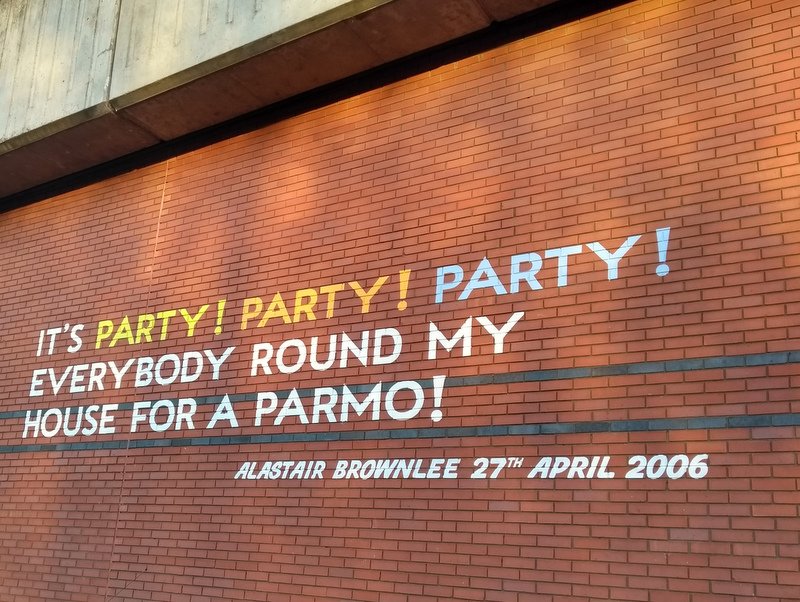 IT'S PARTY! PARTY! PARTY!
EVERYBODY ROUND MY
HOUSE FOR A PARMO!
ALASTAIR BROWNLEE 27TH APRIL 2006